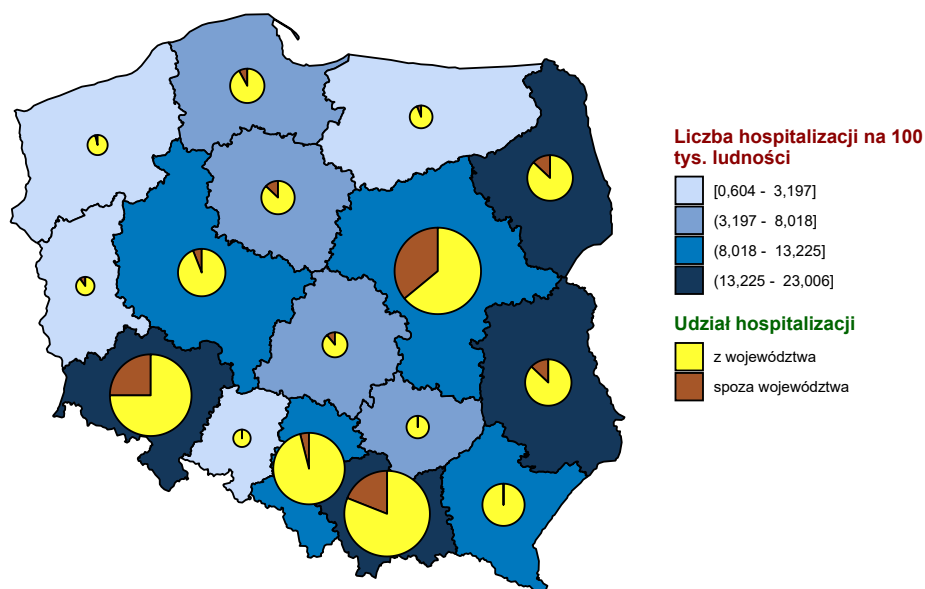 Liczba hospitalizacji na 100
tys. ludności
[0,604 - 3,197]
(3,197 - 8,018]
(8,018 - 13,225]
(13,225 - 23,006]
Udział hospitalizacji
z województwa
spoza województwa